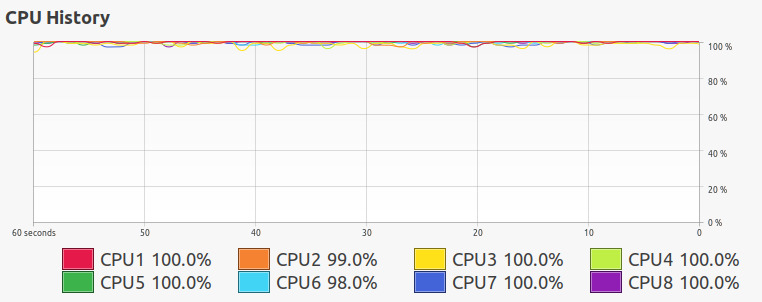 CPU History
100 %
80 %
60 %
40 %
20 %
0 %
60 seconds 50 40 30 20 10 0
CPU1 100.0% CPU2 99.0% CPU3 100.0% CPU4 100.0%
CPU5 100.0% CPU6 98.0% CPU7 100.0% CPU8 100.0%